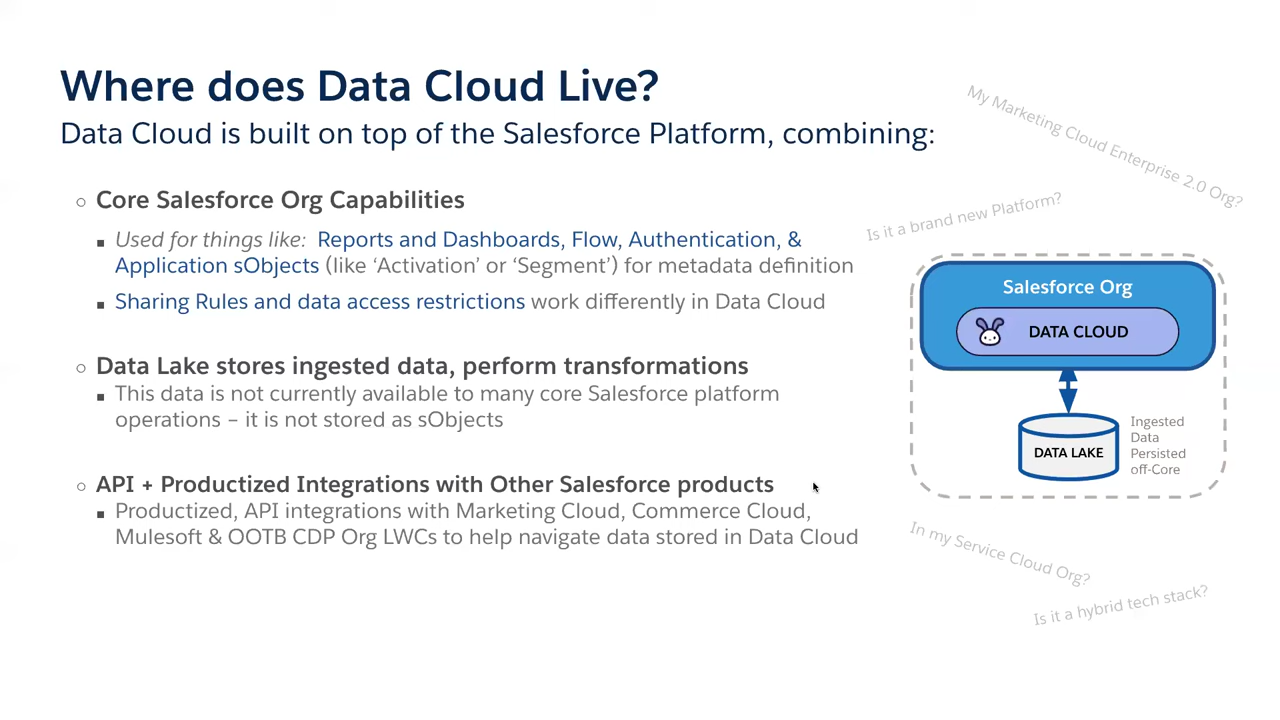 Where does Data Cloud Live?
Data Cloud is built on top of the Salesforce Platform, combining:
Core Salesforce Org Capabilities
Used for things like:  Reports and Dashboards, Flow, Authentication, &
Application sObjects (like ‘Activation’ or ‘Segment’) for metadata definition
Sharing Rules and data access restrictions work differently in Data Cloud
Data Lake stores ingested data, perform transformations
This data is not currently available to many core Salesforce platform
operations – it is not stored as sObjects
API + Productized Integrations with Other Salesforce products
Productized, API integrations with Marketing Cloud, Commerce Cloud,
Mulesoft & OOTB CDP Org LWCs to help navigate data stored in Data Cloud
My Marketing Cloud Enterprise 2.0 Org?
Is it a brand new Platform?
Salesforce Org
DATA CLOUD
DATA LAKE
Ingested
Data
Persisted
off-Core
In my Service Cloud Org?
Is it a hybrid tech stack?